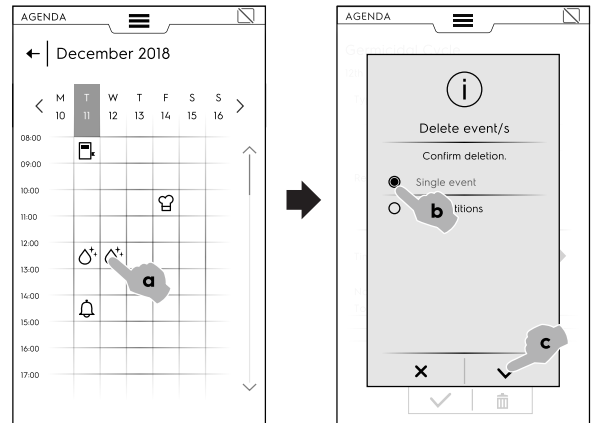 AGENDA
December 2018
M T W T F S S
10 11 12 13 14 15 16
08:00
09:00
10:00
11:00
12:00
13:00
14:00
15:00
16:00
17:00
a
AGENDA
Delete event/s
Confirm deletion.
Single event
titions
b
c